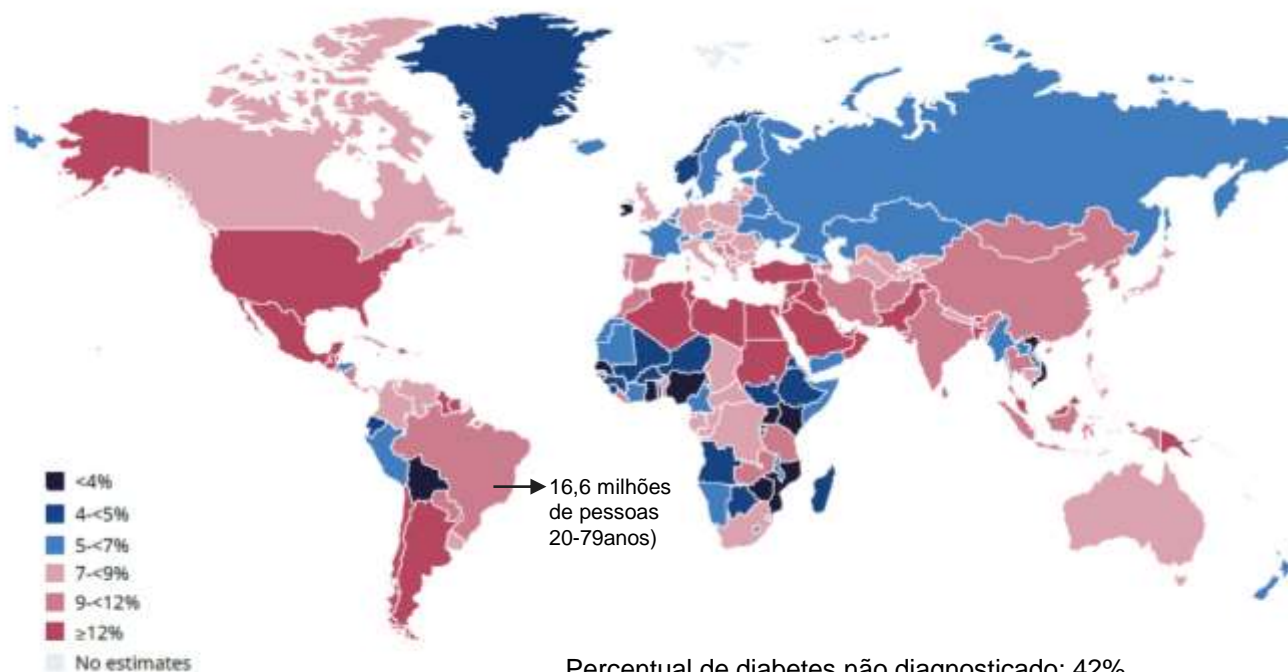 <4%
4-<5%
5-<7%
7-<9%
9-<12%
≥12%
No estimates
16,6 milhões
de pessoas
20-79anos)
Percentual de diabetes não diagnosticado: 42%